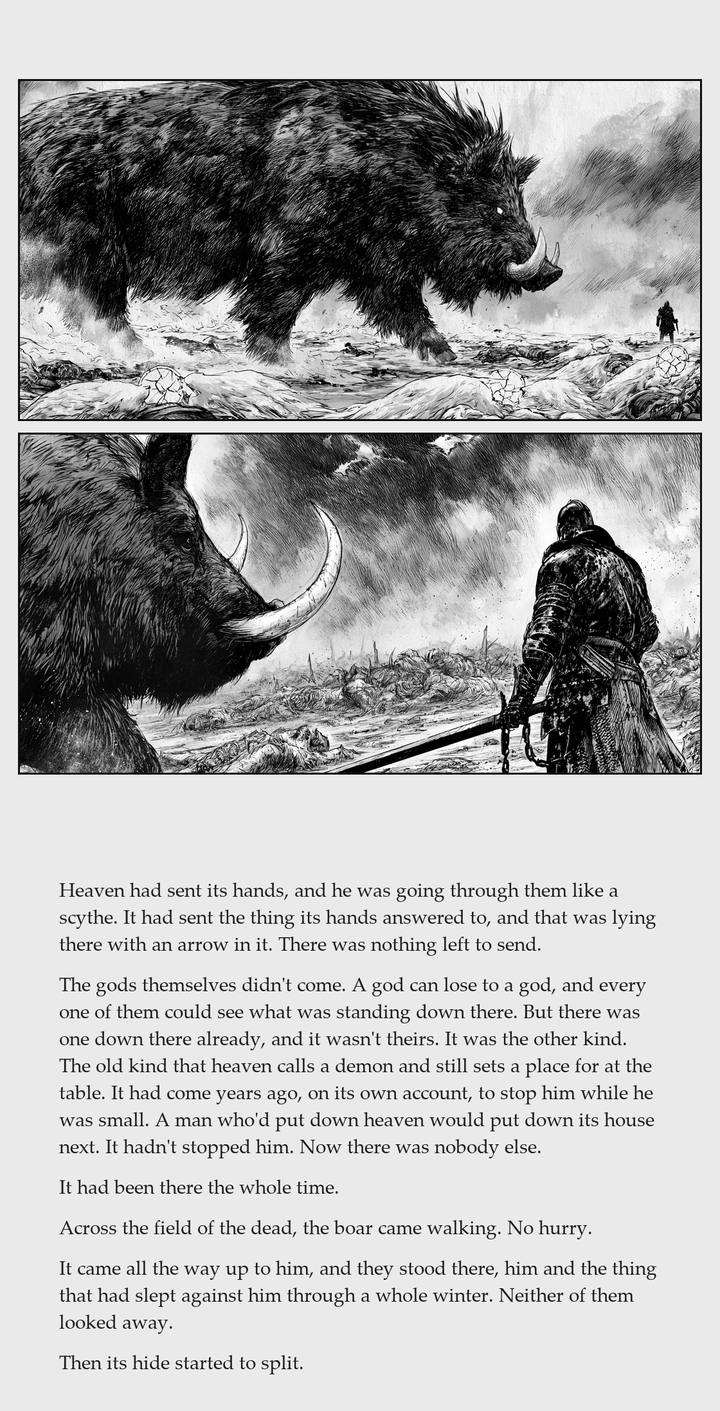 Heaven had sent its hands, and he was going through them like a
scythe. It had sent the thing its hands answered to, and that was lying
there with an arrow in it. There was nothing left to send.
The gods themselves didn't come. A god can lose to a god, and every
one of them could see what was standing down there. But there was
one down there already, and it wasn't theirs. It was the other kind.
The old kind that heaven calls a demon and still sets a place for at the
table. It had come years ago, on its own account, to stop him while he
was small. A man who'd put down heaven would put down its house
next. It hadn't stopped him. Now there was nobody else.
It had been there the whole time.
Across the field of the dead, the boar came walking. No hurry.
It came all the way up to him, and they stood there, him and the thing
that had slept against him through a whole winter. Neither of them
looked away.
Then its hide started to split.